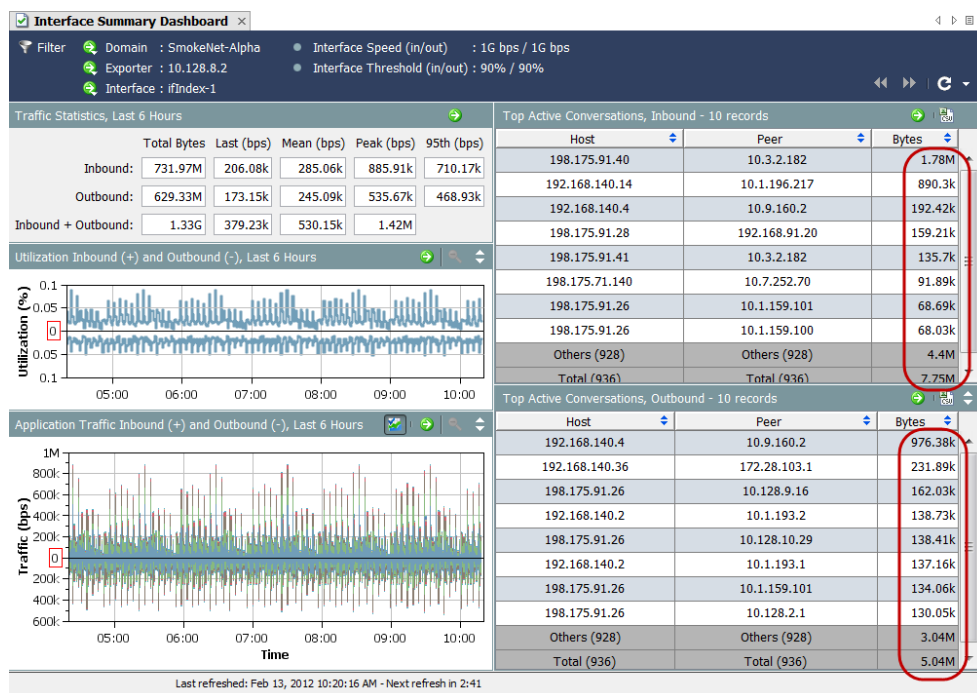 Interface Summary Dashboard ×
Filter Domain : SmokeNet-Alpha Interface Speed (in/out) : 1G bps / 1G bps
Exporter : 10.128.8.2 Interface Threshold (in/out) : 90% / 90%
Interface : ifIndex-1
Traffic Statistics, Last 6 Hours
Total Bytes Last (bps) Mean (bps) Peak (bps) 95th (bps)
Inbound: 731.97M 206.08k 285.06k 885.91k 710.17k
Outbound: 629.33M 173.15k 245.09k 535.67k 468.93k
Inbound + Outbound: 1.33G 379.23k 530.15k 1.42M
Utilization Inbound (+) and Outbound (-), Last 6 Hours
Utilization (%)
0.1
0.05
0
0.05
0.1
05:00 06:00 07:00 08:00 09:00 10:00
Application Traffic Inbound (+) and Outbound (-), Last 6 Hours
Traffic (bps)
1M
800k
600k
400k
200k
0
200k
400k
600k
05:00 06:00 07:00 08:00 09:00 10:00
Time
Top Active Conversations, Inbound - 10 records CSU
Host Peer Bytes
198.175.91.40 10.3.2.182 1.78M
192.168.140.14 10.1.196.217 890.3k
192.168.140.4 10.9.160.2 192.42k
198.175.91.28 192.168.91.20 159.21k
198.175.91.41 10.3.2.182 135.7k
198.175.71.140 10.7.252.70 91.89k
198.175.91.26 10.1.159.101 68.69k
198.175.91.26 10.1.159.100 68.03k
Others (928) Others (928) 4.4M
Total (936) Total (936) 7.75M
Top Active Conversations, Outbound - 10 records CSU
Host Peer Bytes
192.168.140.4 10.9.160.2 976.38k
192.168.140.36 172.28.103.1 231.89k
198.175.91.26 10.128.9.16 162.03k
192.168.140.2 10.1.193.2 138.73k
198.175.91.26 10.128.10.29 138.41k
192.168.140.2 10.1.193.1 137.16k
198.175.91.26 10.1.159.101 134.06k
198.175.91.26 10.128.2.1 130.05k
Others (928) Others (928) 3.04M
Total (936) Total (936) 5.04M
Last refreshed: Feb 13, 2012 10:20:16 AM - Next refresh in 2:41